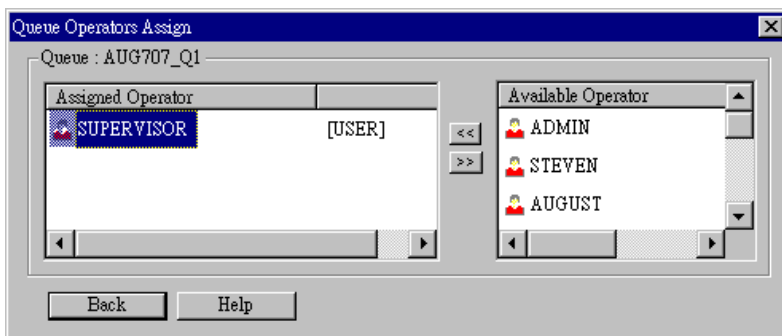 Queue Operators Assign
Queue : AUG707_Q1
Assigned Operator
SUPERVISOR [USER]
<<
>>
Available Operator
ADMIN
STEVEN
AUGUST
Back Help